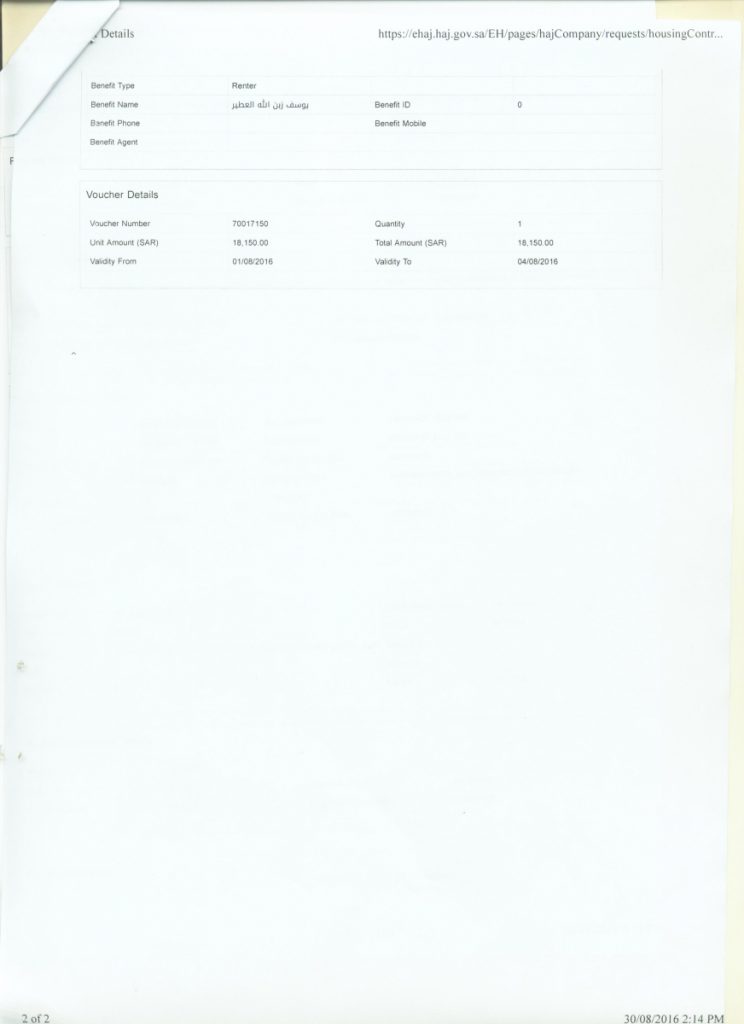 Details https://ehaj.haj.gov.sa/EH/pages/hajCompany/requests/housingContr...
Benefit Type Renter
Benefit Name يوسف زبن الله العطير Benefit ID 0
Benefit Phone Benefit Mobile
Benefit Agent
Voucher Details
Voucher Number 70017150 Quantity 1
Unit Amount (SAR) 18,150.00 Total Amount (SAR) 18,150.00
Validity From 01/08/2016 Validity To 04/08/2016
2 of 2 30/08/2016 2:14 PM